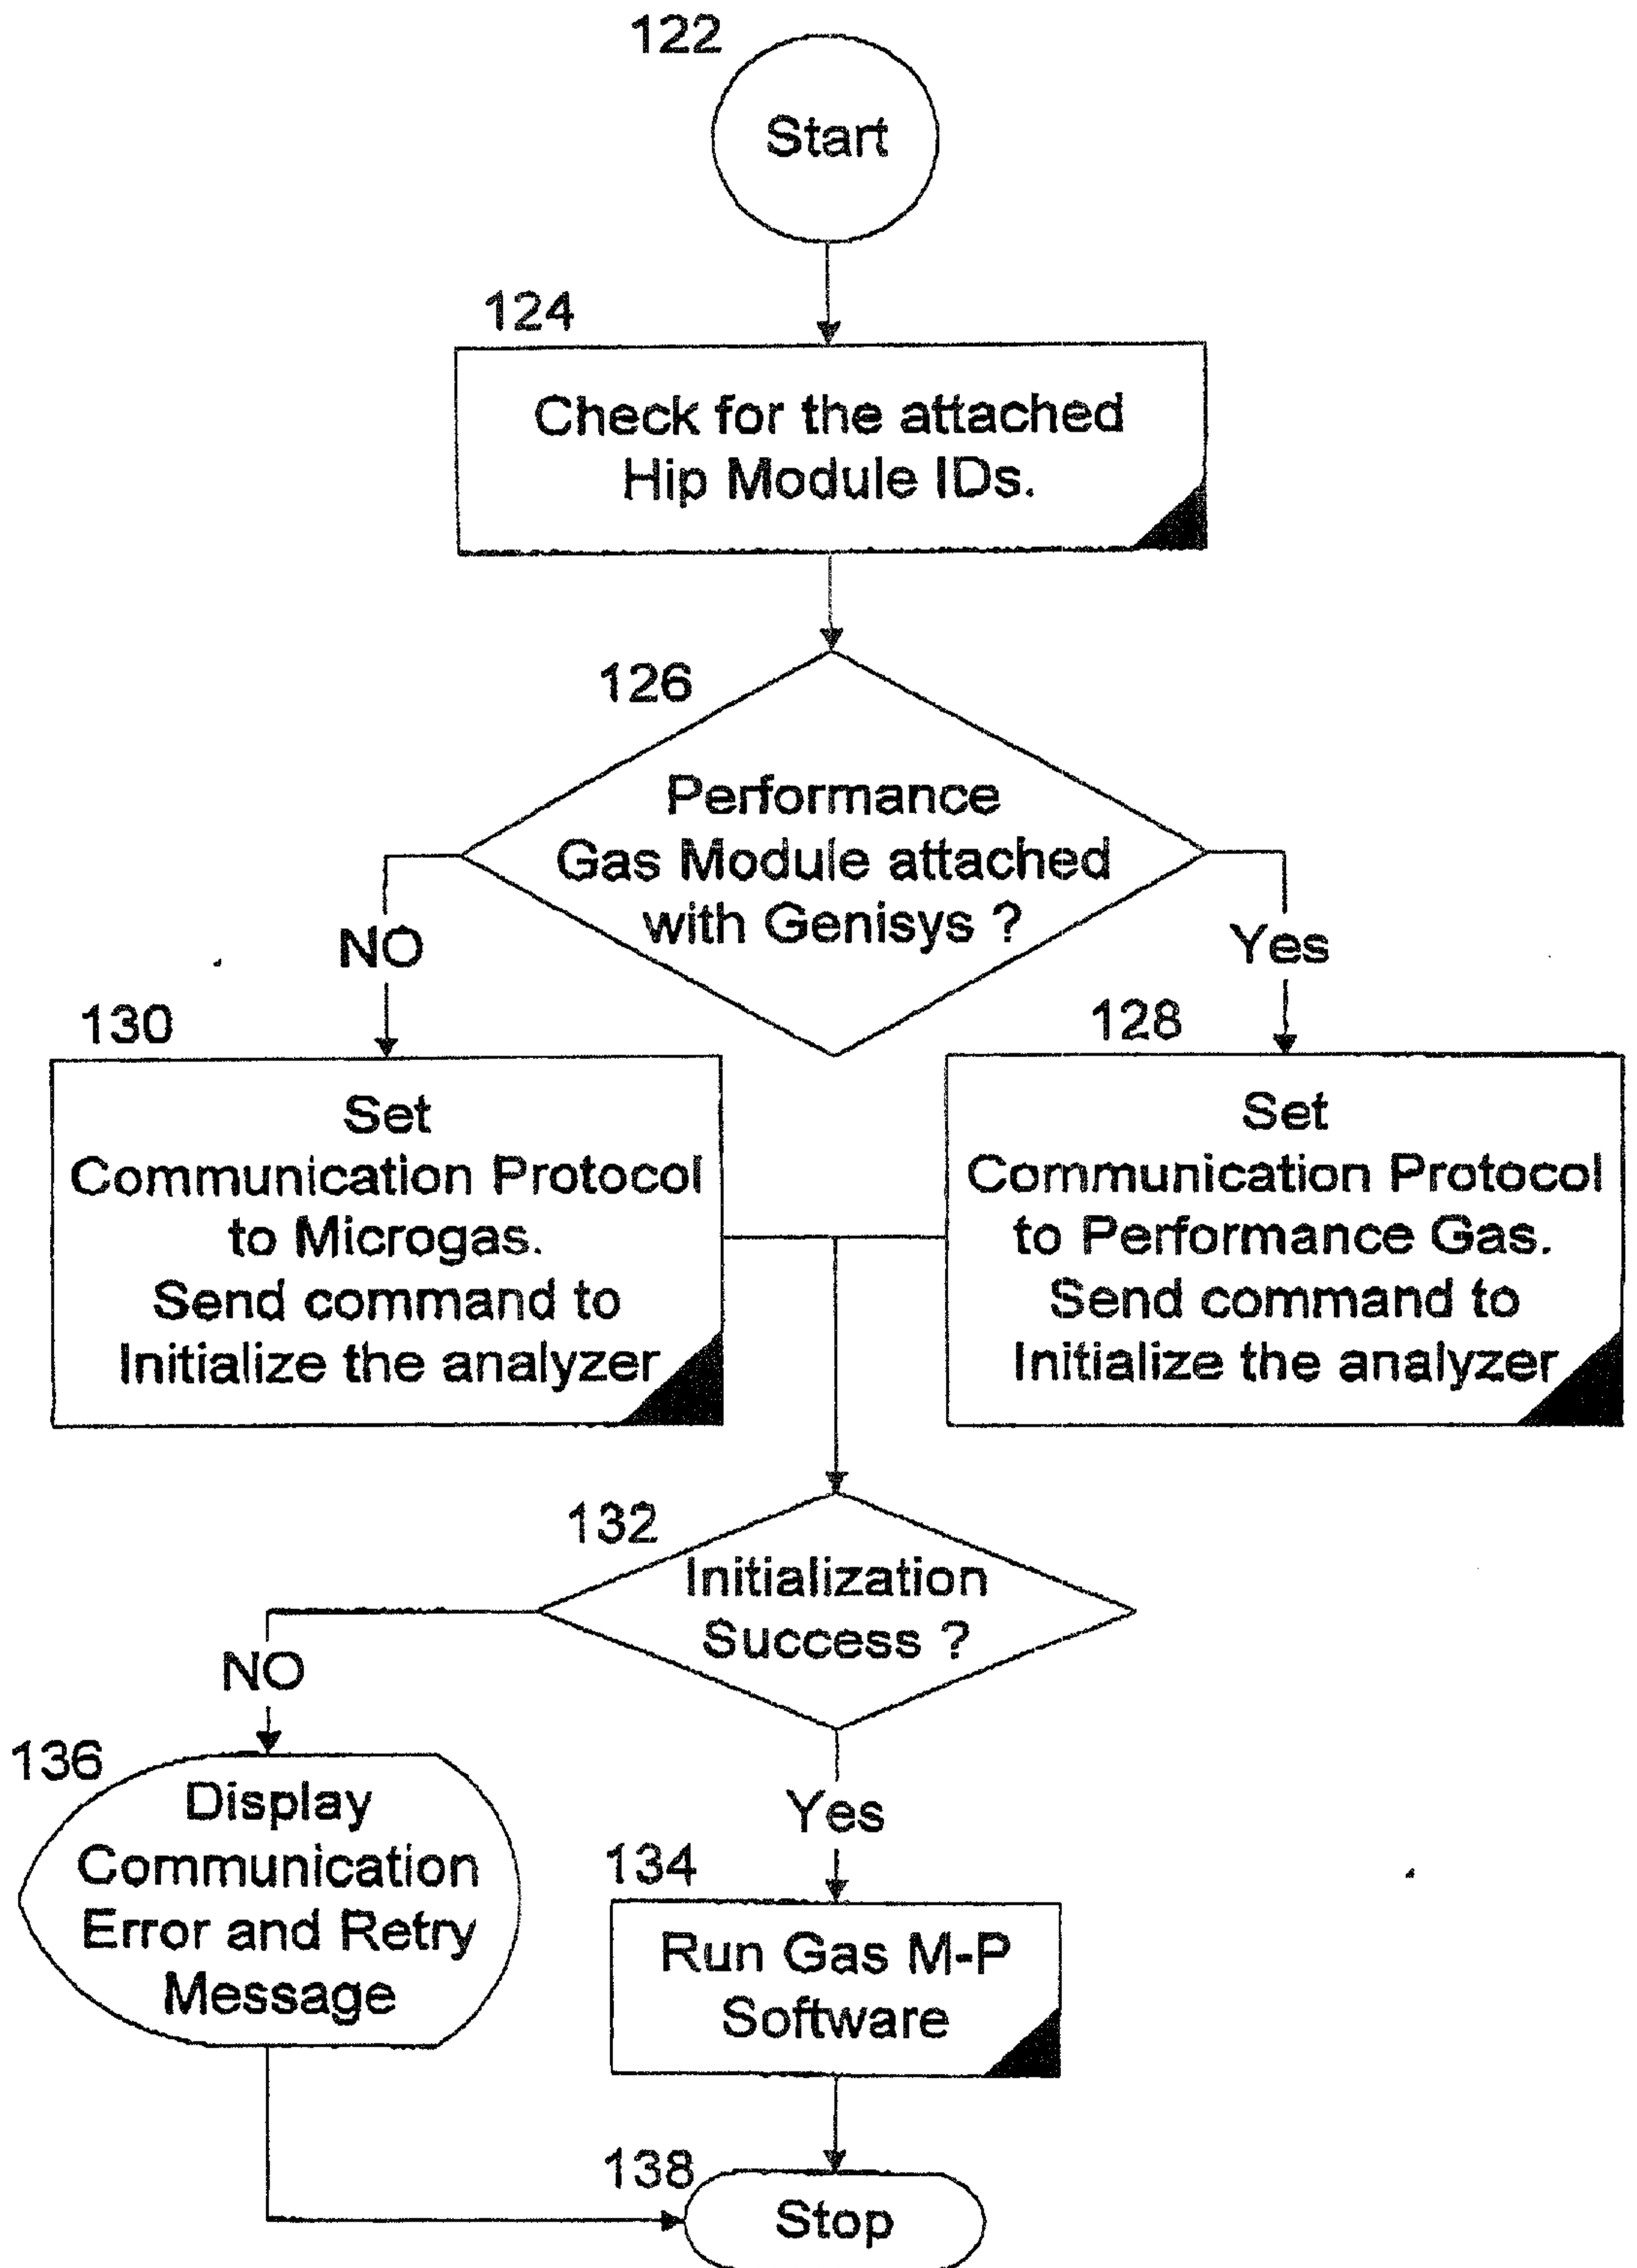 122
Start
124
Check for the attached
Hip Module IDs.
126
Performance
Gas Module attached
with Genisys ?
NO
Yes
130
Set
Communication Protocol
to Microgas.
Send command to
Initialize the analyzer
128
Set
Communication Protocol
to Performance Gas.
Send command to
Initialize the analyzer
132
Initialization
Success ?
NO
136
Display
Communication
Error and Retry
Message
Yes
134
Run Gas M-P
Software
138
Stop